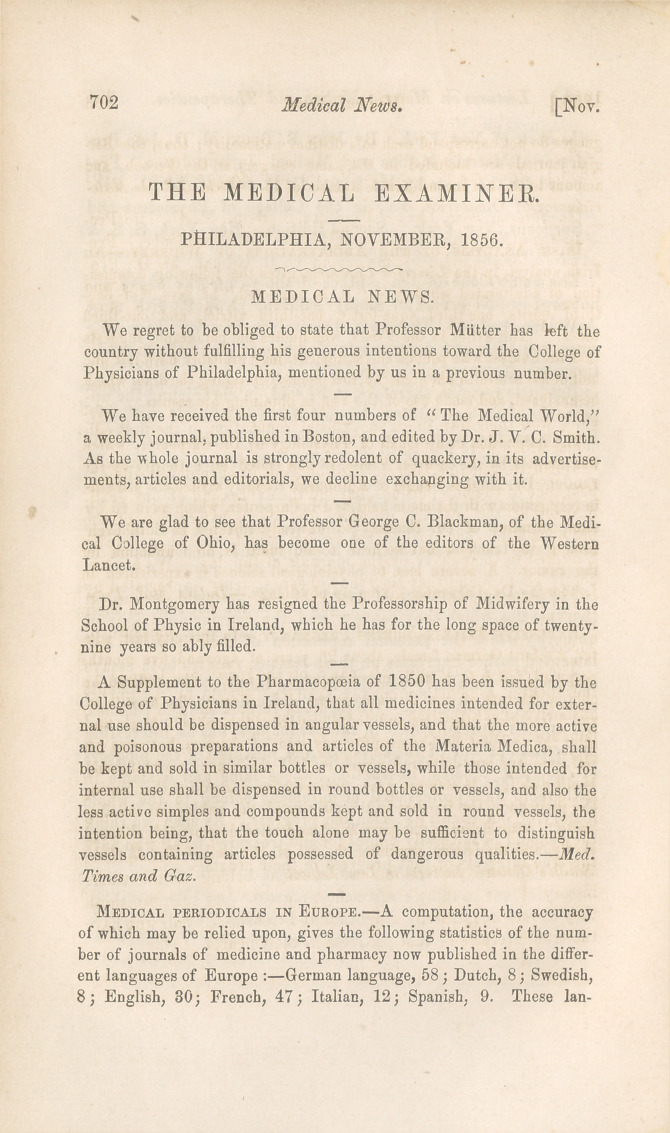 702 Medical News. [Nov.
THE MEDICAL EXAMINER.
PHILADELPHIA, NOVEMBER, 1856.
MEDICAL NEWS.
We regret to be obliged to state that Professor Mütter has left the
country without fulfilling his generous intentions toward the College of
Physicians of Philadelphia, mentioned by us in a previous number.
We have received the first four numbers of “The Medical World,”
a weekly journal, published in Boston, and edited by Dr. J. V. C. Smith.
As the whole journal is strongly redolent of quackery, in its advertise-
ments, articles and editorials, we decline exchanging with it.
We are glad to see that Professor George C. Blackman, of the Medi-
cal College of Ohio, has become one of the editors of the Western
Lancet.
Dr. Montgomery has resigned the Professorship of Midwifery in the
School of Physic in Ireland, which he has for the long space of twenty-
nine years so ably filled.
A Supplement to the Pharmacopœia of 1850 has been issued by the
College of Physicians in Ireland, that all medicines intended for exter-
nal use should be dispensed in angular vessels, and that the more active
and poisonous preparations and articles of the Materia Medica, shall
be kept and sold in similar bottles or vessels, while those intended for
internal use shall be dispensed in round bottles or vessels, and also the
less active simples and compounds kept and sold in round vessels, the
intention being, that the touch alone may be sufficient to distinguish
vessels containing articles possessed of dangerous qualities.—Med.
Times and Gaz.
MEDICAL PERIODICALS IN EUROPE.—A computation, the accuracy
of which may be relied upon, gives the following statistics of the num-
ber of journals of medicine and pharmacy now published in the differ-
ent languages of Europe :—German language, 58 ; Dutch, 8 ; Swedish,
8 ; English, 30; French, 47 ; Italian, 12 ; Spanish, 9. These lan-